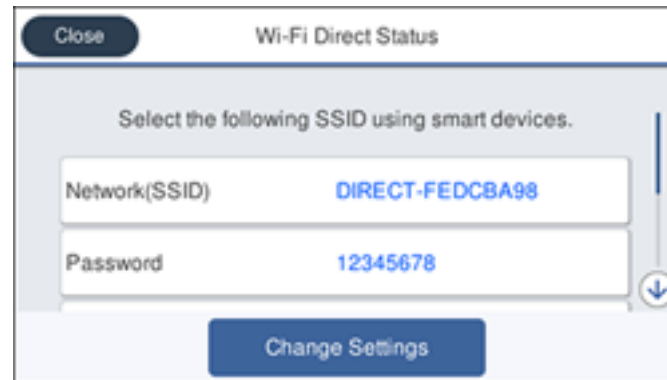 Close
Wi-Fi Direct Status
Select the following SSID using smart devices.
Network(SSID) DIRECT-FEDCBA98
Password 12345678
Change Settings